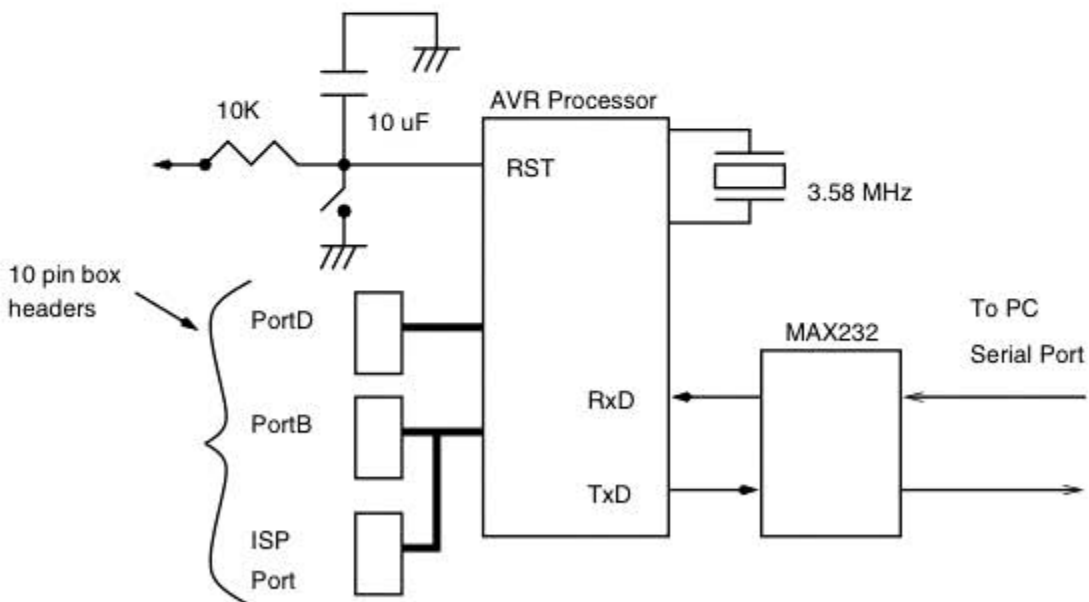 10K
10 uF
AVR Processor
RST
3.58 MHz
10 pin box
headers
PortD
PortB
ISP
Port
RxD
TxD
MAX232
To PC
Serial Port